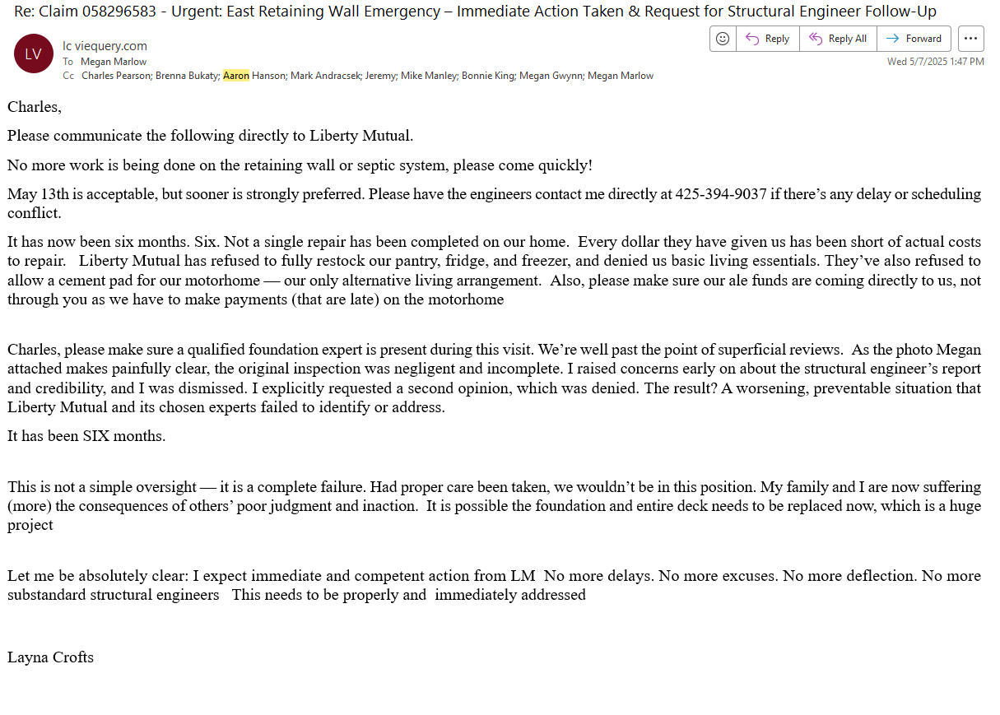 Re: Claim 058296583 - Urgent: East Retaining Wall Emergency – Immediate Action Taken & Request for Structural Engineer Follow-Up
LV
lc viequery.com
To Megan Marlow
Cc Charles Pearson; Brenna Bukaty; Aaron Hanson; Mark Andracsek; Jeremy; Mike Manley; Bonnie King; Megan Gwynn; Megan Marlow
Reply Reply All Forward
Wed 5/7/2025 1:47 PM
Charles,
Please communicate the following directly to Liberty Mutual.
No more work is being done on the retaining wall or septic system, please come quickly!
May 13th is acceptable, but sooner is strongly preferred. Please have the engineers contact me directly at 425-394-9037 if there’s any delay or scheduling
conflict.
It has now been six months. Six. Not a single repair has been completed on our home.  Every dollar they have given us has been short of actual costs
to repair.   Liberty Mutual has refused to fully restock our pantry, fridge, and freezer, and denied us basic living essentials. They’ve also refused to
allow a cement pad for our motorhome — our only alternative living arrangement.  Also, please make sure our ale funds are coming directly to us, not
through you as we have to make payments (that are late) on the motorhome
Charles, please make sure a qualified foundation expert is present during this visit. We’re well past the point of superficial reviews.  As the photo Megan
attached makes painfully clear, the original inspection was negligent and incomplete. I raised concerns early on about the structural engineer’s report
and credibility, and I was dismissed. I explicitly requested a second opinion, which was denied. The result? A worsening, preventable situation that
Liberty Mutual and its chosen experts failed to identify or address.
It has been SIX months.
This is not a simple oversight — it is a complete failure. Had proper care been taken, we wouldn’t be in this position. My family and I are now suffering
(more) the consequences of others’ poor judgment and inaction.  It is possible the foundation and entire deck needs to be replaced now, which is a huge
project
Let me be absolutely clear: I expect immediate and competent action from LM  No more delays. No more excuses. No more deflection. No more
substandard structural engineers   This needs to be properly and  immediately addressed
Layna Crofts